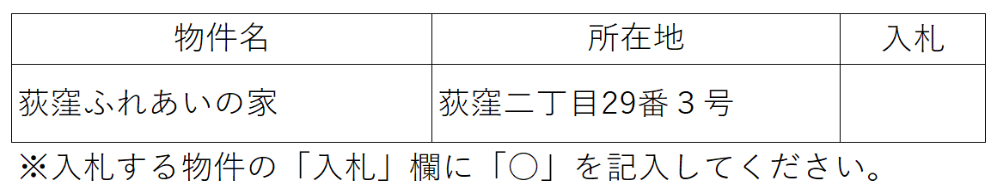 物件名 所在地 入札
荻窪ふれあいの家 荻窪二丁目29番３号
※入札する物件の「入札」欄に「○」を記入してください。